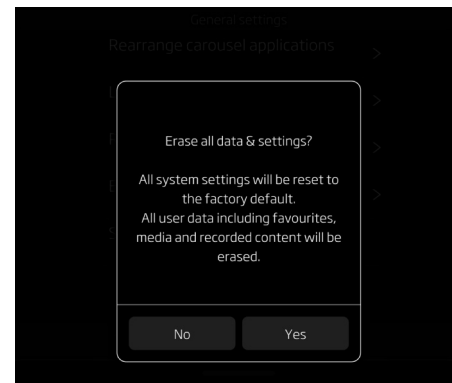 General settings
Rearrange carousel applications
Erase all data & settings?
All system settings will be reset to
the factory default.
All user data including favourites,
media and recorded content will be
erased.
No
Yes